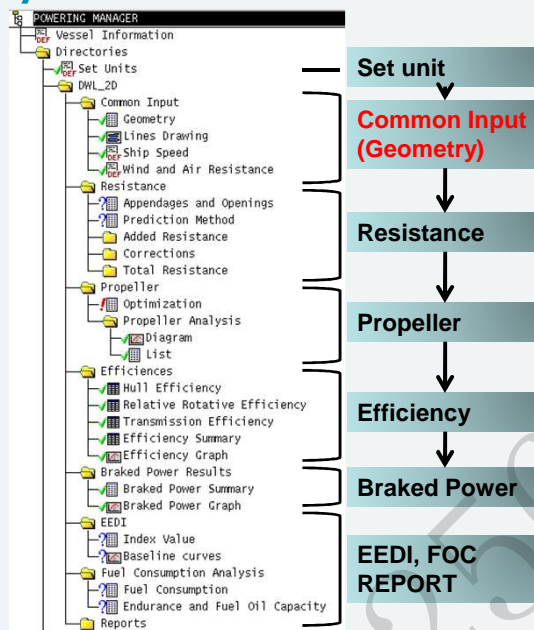 POWERING MANAGER
DEF Vessel Information
Directories
DEF Set Units
DWL_2D
Common Input
Geometry
Lines Drawing
DEF Ship Speed
DEF Wind and Air Resistance
Resistance
? Appendages and Openings
? Prediction Method
Added Resistance
Corrections
Total Resistance
Propeller
! Optimization
Propeller Analysis
Diagram
List
Efficiences
Hull Efficiency
Relative Rotative Efficiency
Transmission Efficiency
Efficiency Summary
Efficiency Graph
Braked Power Results
Braked Power Summary
Braked Power Graph
EEDI
? Index Value
? Baseline curves
Fuel Consumption Analysis
? Fuel Consumption
? Endurance and Fuel Oil Capacity
Reports
Set unit
Common Input
(Geometry)
Resistance
Propeller
Efficiency
Braked Power
EEDI, FOC
REPORT